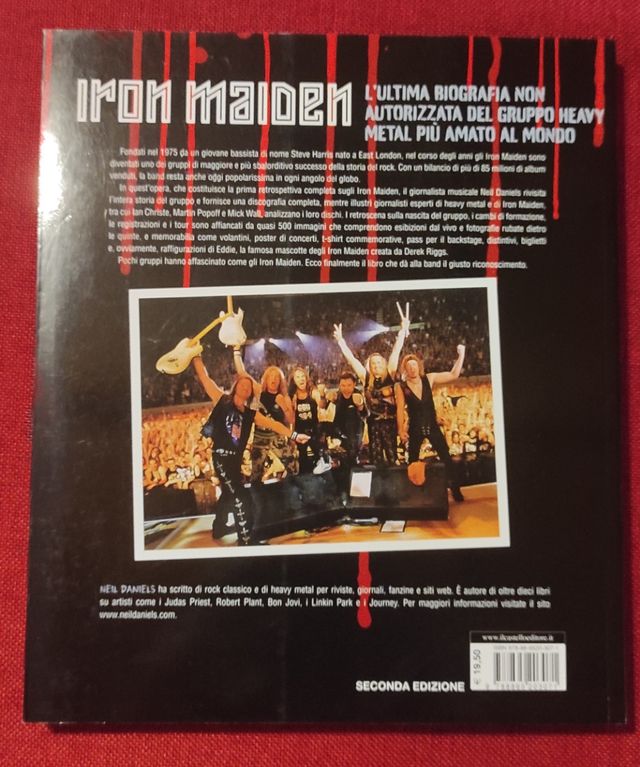 IRON MAIDEN
L'ULTIMA BIOGRAFIA NON
AUTORIZZATA DEL GRUPPO HEAVY
METAL PIÙ AMATO AL MONDO
Fondati nel 1975 da un giovane bassista di nome Steve Harris nato a East London, nel corso degli anni gli Iron Maiden sono
diventati uno dei gruppi di maggiore e più sbalorditivo successo della storia del rock. Con un bilancio di più di 85 milioni di album
venduti, la band resta anche oggi popolarissima in ogni angolo del globo.
In quest'opera, che costituisce la prima retrospettiva completa sugli Iron Maiden, il giornalista musicale Neil Daniels rivisita
l'intera storia del gruppo e fornisce una discografia completa, mentre illustri giornalisti esperti di heavy metal e di Iron Maiden,
tra cui Ian Christe, Martin Popoff e Mick Wall, analizzano i loro dischi. I retroscena sulla nascita del gruppo, i cambi di formazione,
le registrazioni e i tour sono affiancati da quasi 500 immagini che comprendono esibizioni dal vivo e fotografie rubate dietro
le quinte, e memorabilia come volantini, poster di concerti, t-shirt commemorative, pass per il backstage, distintivi, biglietti
e, ovviamente, raffigurazioni di Eddie, la famosa mascotte degli Iron Maiden creata da Derek Riggs.
Pochi gruppi hanno affascinato come gli Iron Maiden. Ecco finalmente il libro che dà alla band il giusto riconoscimento.
NEIL DANIELS ha scritto di rock classico e di heavy metal per riviste, giornali, fanzine e siti web. È autore di oltre dieci libri
su artisti come i Judas Priest, Robert Plant, Bon Jovi, i Linkin Park e i Journey. Per maggiori informazioni visitate il sito
www.neildaniels.com.
www.ilcastelloeditore.it
€ 19,50
SECONDA EDIZIONE